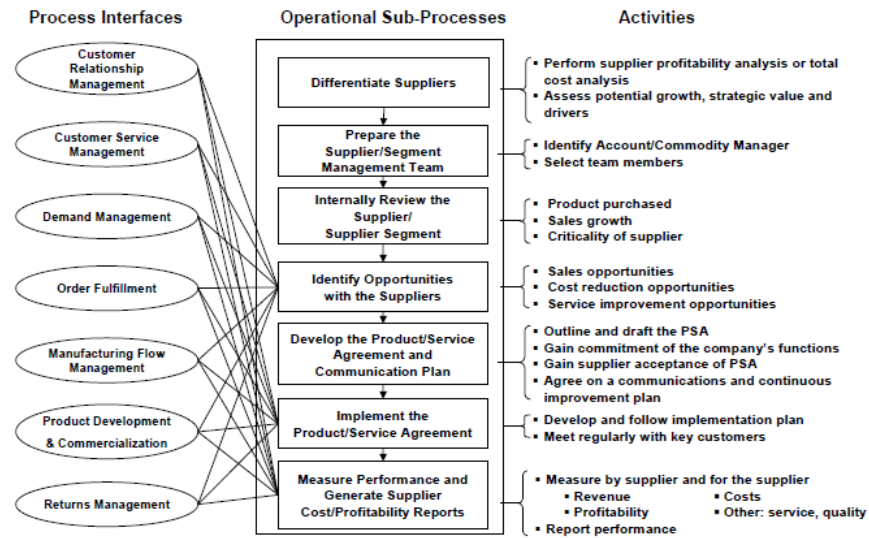 Process Interfaces
Operational Sub-Processes
Activities
Customer
Relationship
Management
Customer Service
Management
Demand Management
Order Fulfillment
Manufacturing Flow
Management
Product Development
& Commercialization
Returns Management
Differentiate Suppliers
Prepare the
Supplier/Segment
Management Team
Internally Review the
Supplier/
Supplier Segment
Identify Opportunities
with the Suppliers
Develop the Product/Service
Agreement and
Communication Plan
Implement the
Product/Service Agreement
Measure Performance and
Generate Supplier
Cost/Profitability Reports
▪ Perform supplier profitability analysis or total
cost analysis
▪ Assess potential growth, strategic value and
drivers
▪ Identify Account/Commodity Manager
▪ Select team members
▪ Product purchased
▪ Sales growth
▪ Criticality of supplier
▪ Sales opportunities
▪ Cost reduction opportunities
▪ Service improvement opportunities
▪ Outline and draft the PSA
▪ Gain commitment of the company's functions
▪ Gain supplier acceptance of PSA
▪ Agree on a communications and continuous
improvement plan
▪ Develop and follow implementation plan
▪ Meet regularly with key customers
▪ Measure by supplier and for the supplier
▪ Revenue ▪ Costs
▪ Profitability ▪ Other: service, quality
▪ Report performance